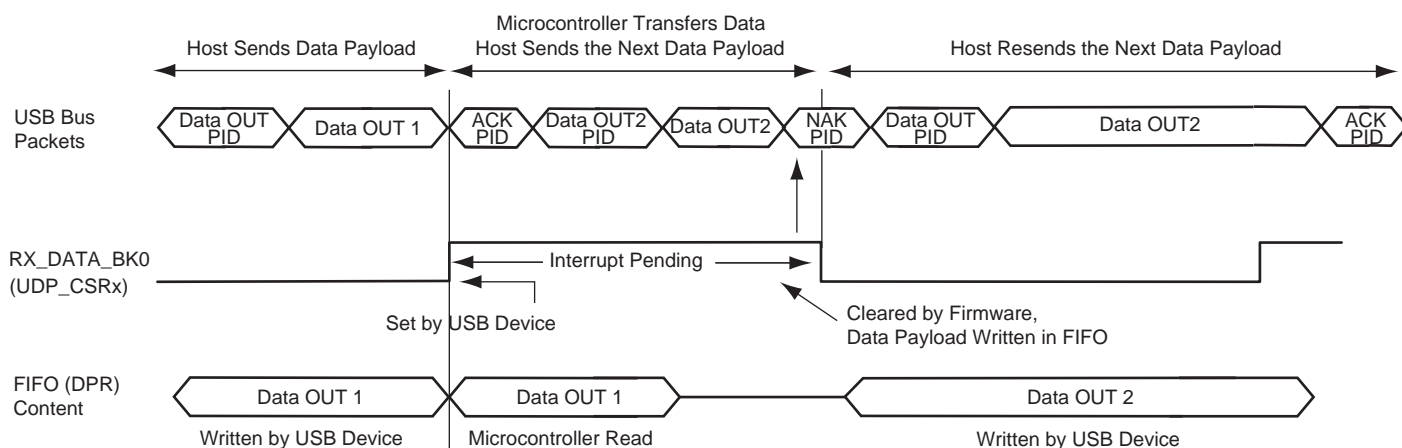 Microcontroller Transfers Data
Host Sends Data Payload Host Sends the Next Data Payload Host Resends the Next Data Payload
USB Bus
Packets
Data OUT
PID
Data OUT 1
ACK
PID
Data OUT2
PID
Data OUT2
NAK
PID
Data OUT
PID
Data OUT2
ACK
PID
RX_DATA_BK0
(UDP_CSRx)
Interrupt Pending
Set by USB Device
Cleared by Firmware,
Data Payload Written in FIFO
FIFO (DPR)
Content
Data OUT 1
Data OUT 1
Data OUT 2
Written by USB Device
Microcontroller Read
Written by USB Device